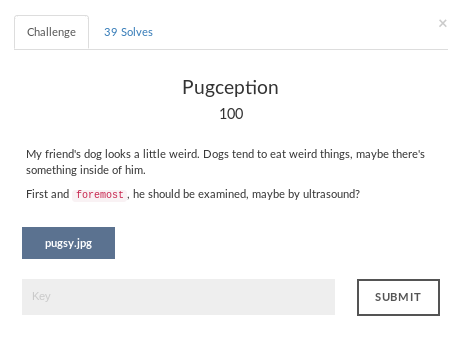 ×
Challenge
39 Solves
Pugception
100
My friend's dog looks a little weird. Dogs tend to eat weird things, maybe there's
something inside of him.
First and foremost, he should be examined, maybe by ultrasound?
pugsy.jpg
Key
SUBMIT